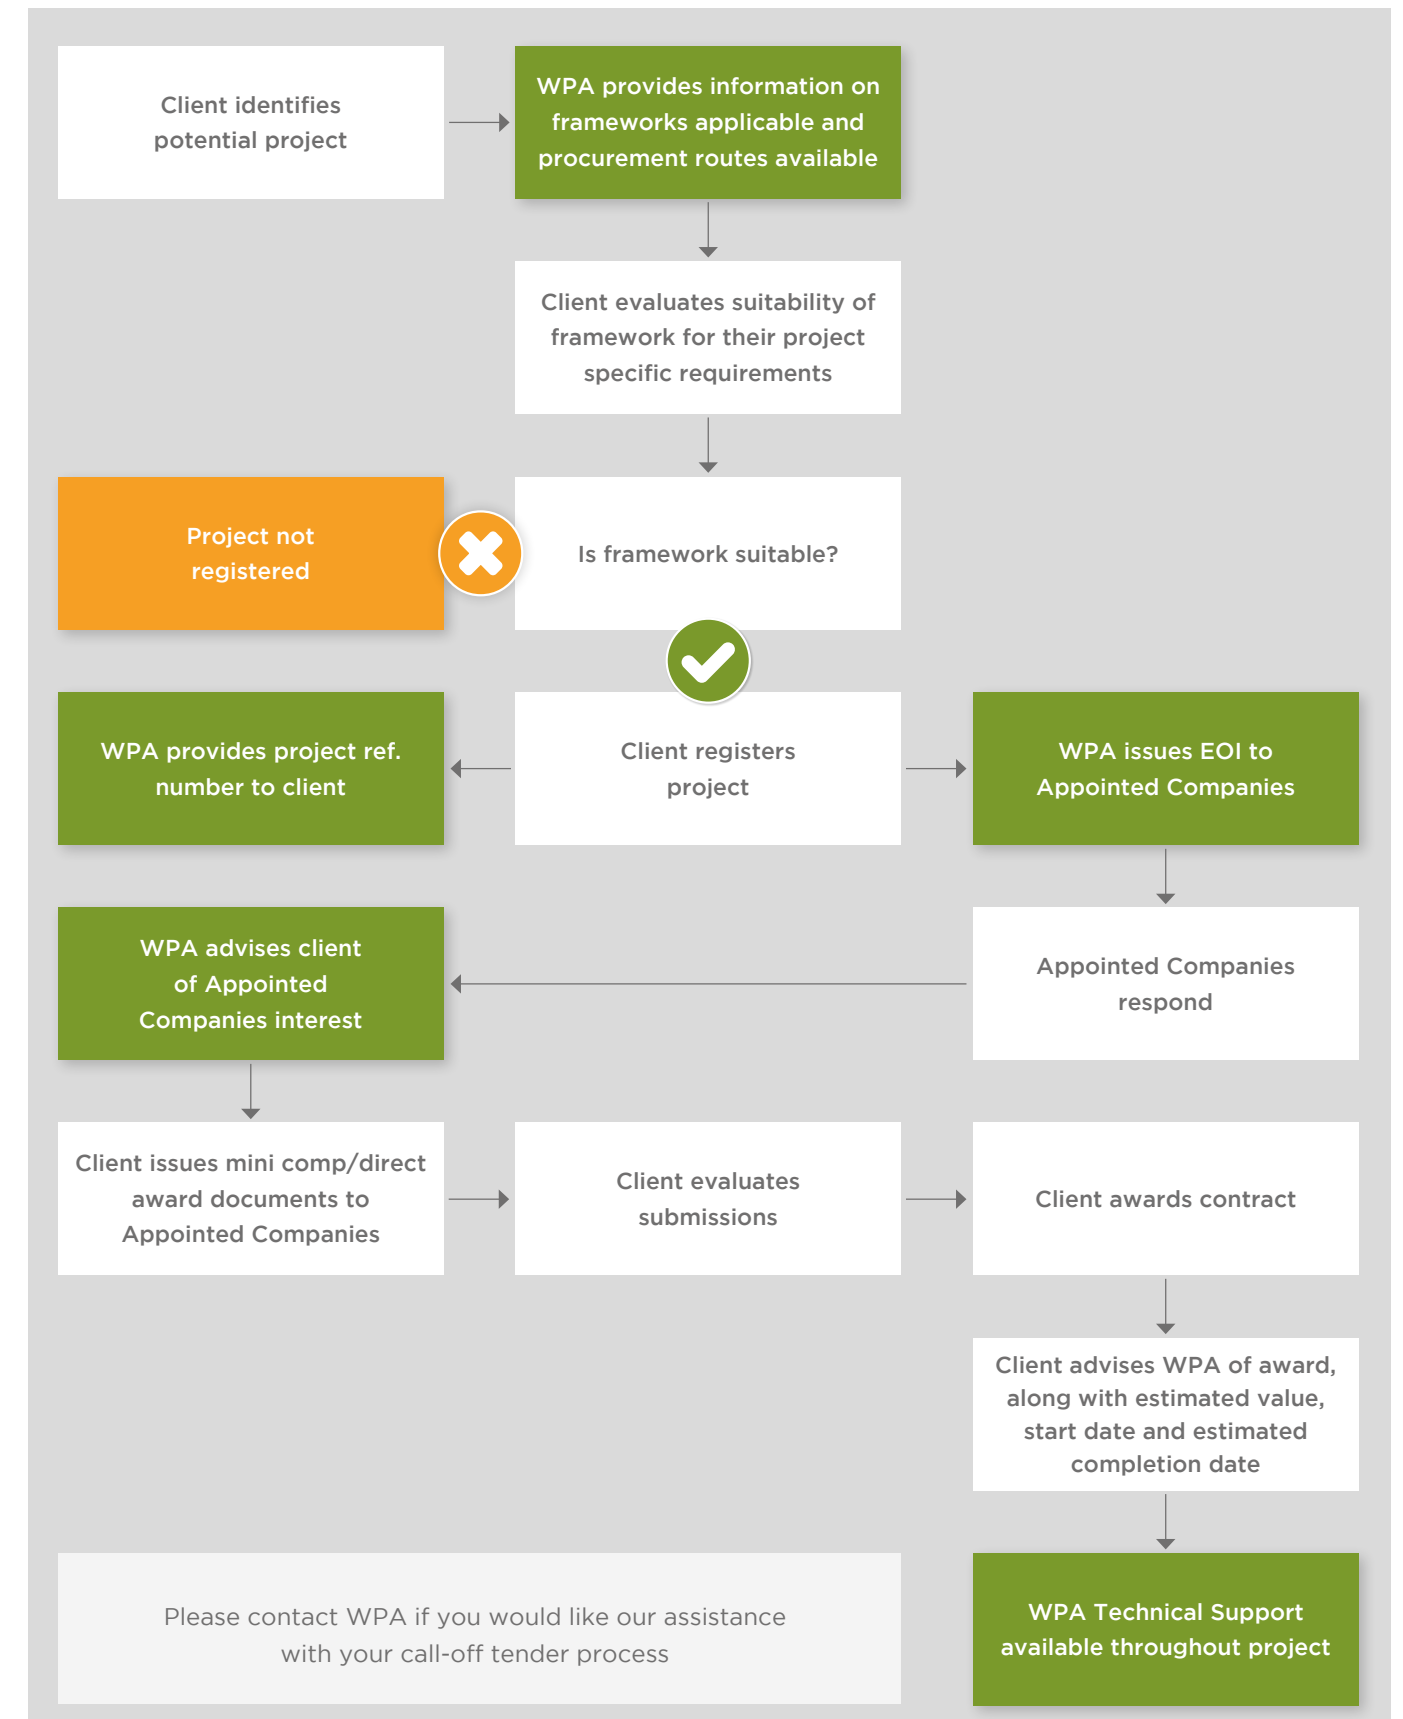 Client identifies
potential project
WPA provides information on
frameworks applicable and
procurement routes available
Client evaluates suitability of
framework for their project
specific requirements
Project not
registered
Is framework suitable?
WPA provides project ref.
number to client
Client registers
project
WPA issues EOI to
Appointed Companies
WPA advises client
of Appointed
Companies interest
Appointed Companies
respond
Client issues mini comp/direct
award documents to
Appointed Companies
Client evaluates
submissions
Client awards contract
Client advises WPA of award,
along with estimated value,
start date and estimated
completion date
Please contact WPA if you would like our assistance
with your call-off tender process
WPA Technical Support
available throughout project